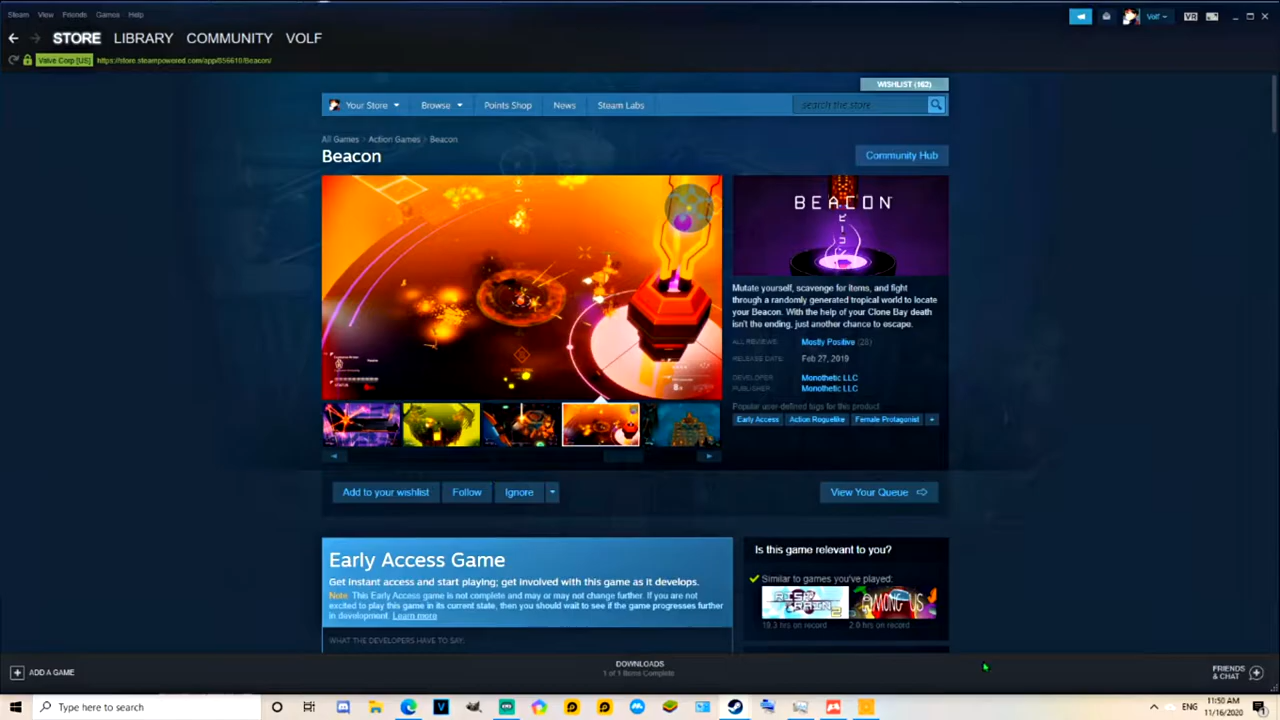 Steam View Friends Games Help
Volf
STORE LIBRARY COMMUNITY VOLF
Valve Corp [US] https://store.steampowered.com/app/856610/Beacon/
WISHLIST (162)
Your Store Browse Points Shop News Steam Labs search the store
All Games > Action Games > Beacon
Beacon
Community Hub
BEACON
ビーコン
Mutate yourself, scavenge for items, and fight
through a randomly generated tropical world to locate
your Beacon. With the help of your Clone Bay death
isn't the ending, just another chance to escape.
ALL REVIEWS: Mostly Positive (28)
RELEASE DATE: Feb 27, 2019
DEVELOPER: Monothetic LLC
PUBLISHER: Monothetic LLC
Popular user-defined tags for this product:
Early Access Action Roguelike Female Protagonist +
Add to your wishlist Follow Ignore View Your Queue
Early Access Game
Get instant access and start playing; get involved with this game as it develops.
Note: This Early Access game is not complete and may or may not change further. If you are not
excited to play this game in its current state, then you should wait to see if the game progresses further
in development. Learn more
WHAT THE DEVELOPERS HAVE TO SAY:
Is this game relevant to you?
Similar to games you've played:
RISK RAIN 2
AMONG US
19.3 hrs on record 2.0 hrs on record
ADD A GAME
DOWNLOADS
1 of 1 Items Complete
FRIENDS
& CHAT
Type here to search
ENG
11:50 AM
11/16/2020